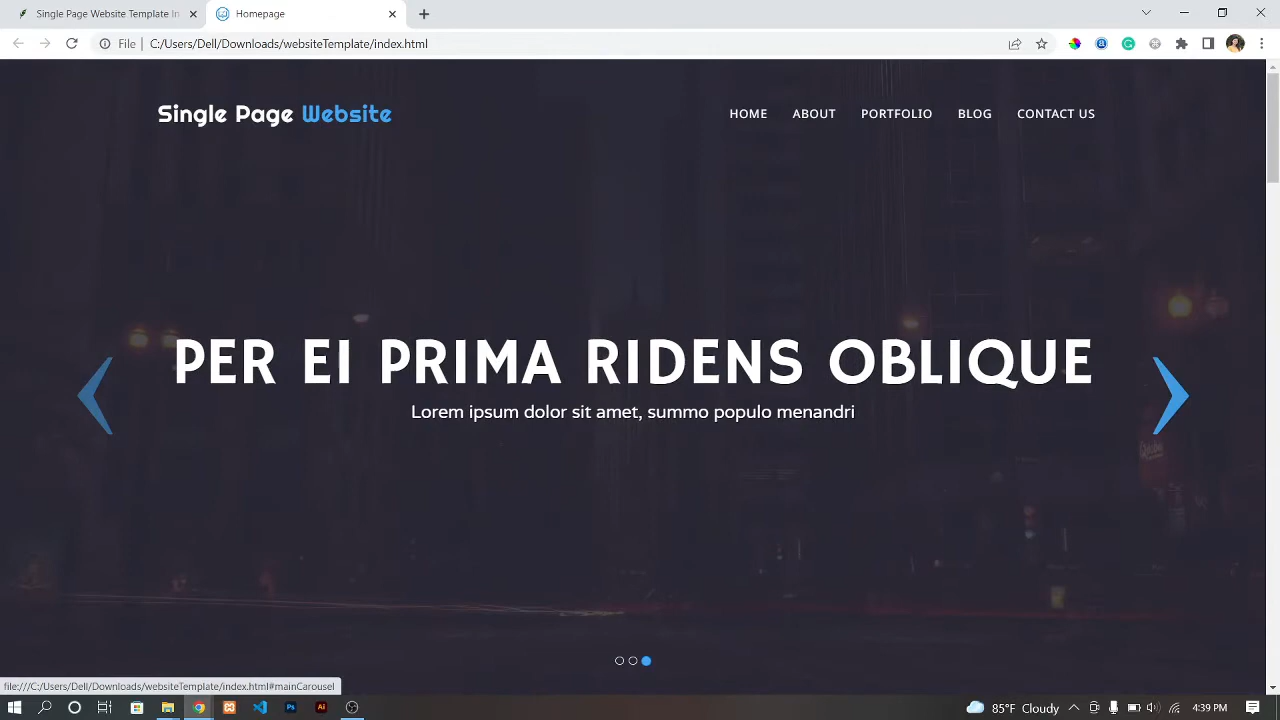 Single Page Website Template In
Homepage
File | C:/Users/Dell/Downloads/websiteTemplate/index.html
Single Page Website
HOME ABOUT PORTFOLIO BLOG CONTACT US
PER EI PRIMA RIDENS OBLIQUE
Lorem ipsum dolor sit amet, summo populo menandri
file:///C:/Users/Dell/Downloads/websiteTemplate/index.html#mainCarousel
Ps Ai 85°F Cloudy 4:39 PM